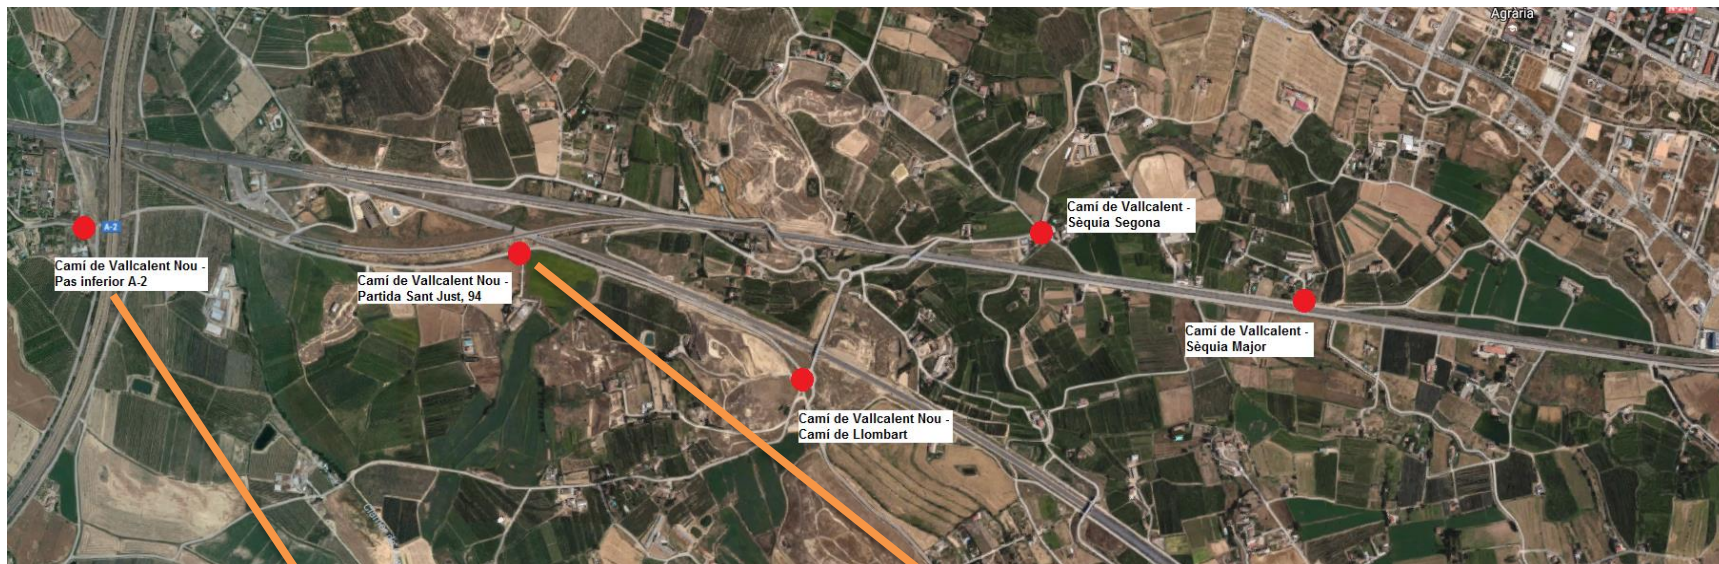 Agrària
N-240
Camí de Vallcalent -
Sèquia Segona
A-2
Camí de Vallcalent Nou -
Pas inferior A-2
Camí de Vallcalent Nou -
Partida Sant Just, 94
Camí de Vallcalent -
Sèquia Major
Camí de Vallcalent Nou -
Camí de Llombart